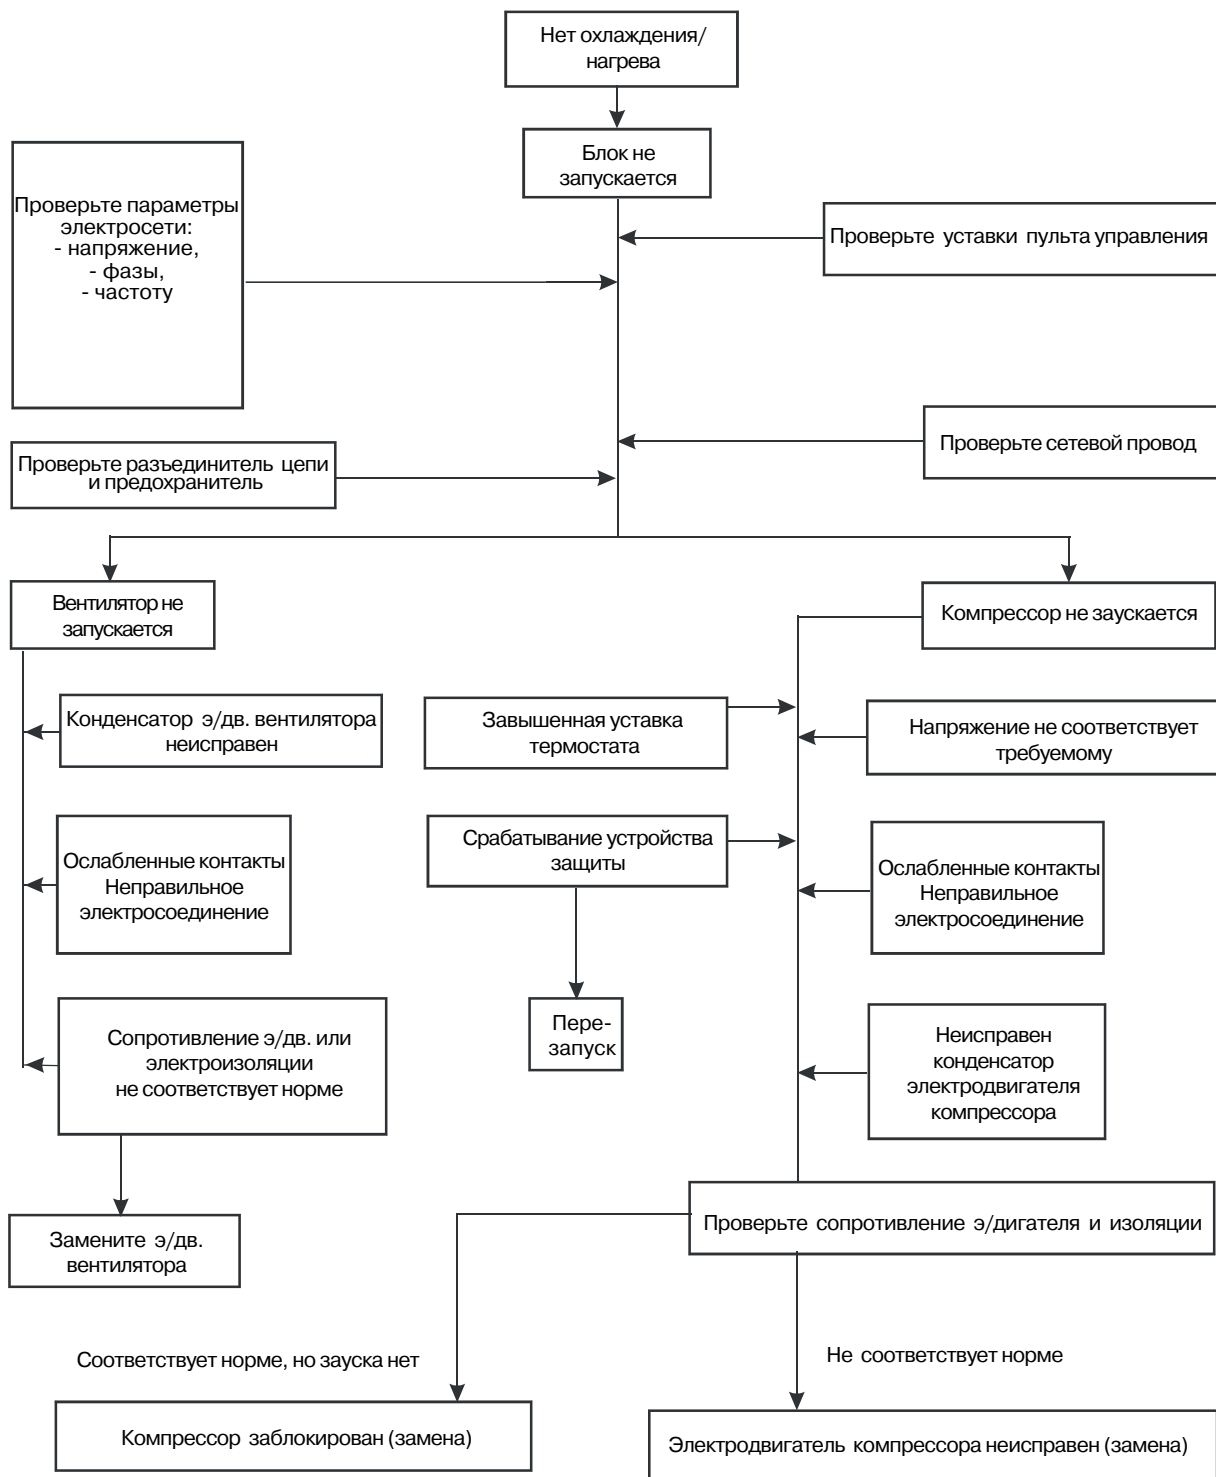 Нет охлаждения/
нагрева
Блок не
запускается
Проверьте параметры
электросети:
- напряжение,
- фазы,
- частоту
Проверьте уставки пульта управления
Проверьте сетевой провод
Проверьте разъединитель цепи
и предохранитель
Вентилятор не
запускается
Компрессор не заускается
Конденсатор э/дв. вентилятора
неисправен
Завышенная уставка
термостата
Напряжение не соответствует
требуемому
Ослабленные контакты
Неправильное
электросоединение
Срабатывание устройства
защиты
Ослабленные контакты
Неправильное
электросоединение
Сопротивление э/дв. или
электроизоляции
не соответствует норме
Пере-
запуск
Неисправен
конденсатор
электродвигателя
компрессора
Замените э/дв.
вентилятора
Проверьте сопротивление э/дигателя и изоляции
Соответствует норме, но зауска нет
Не соответствует норме
Компрессор заблокирован (замена)
Электродвигатель компрессора неисправен (замена)